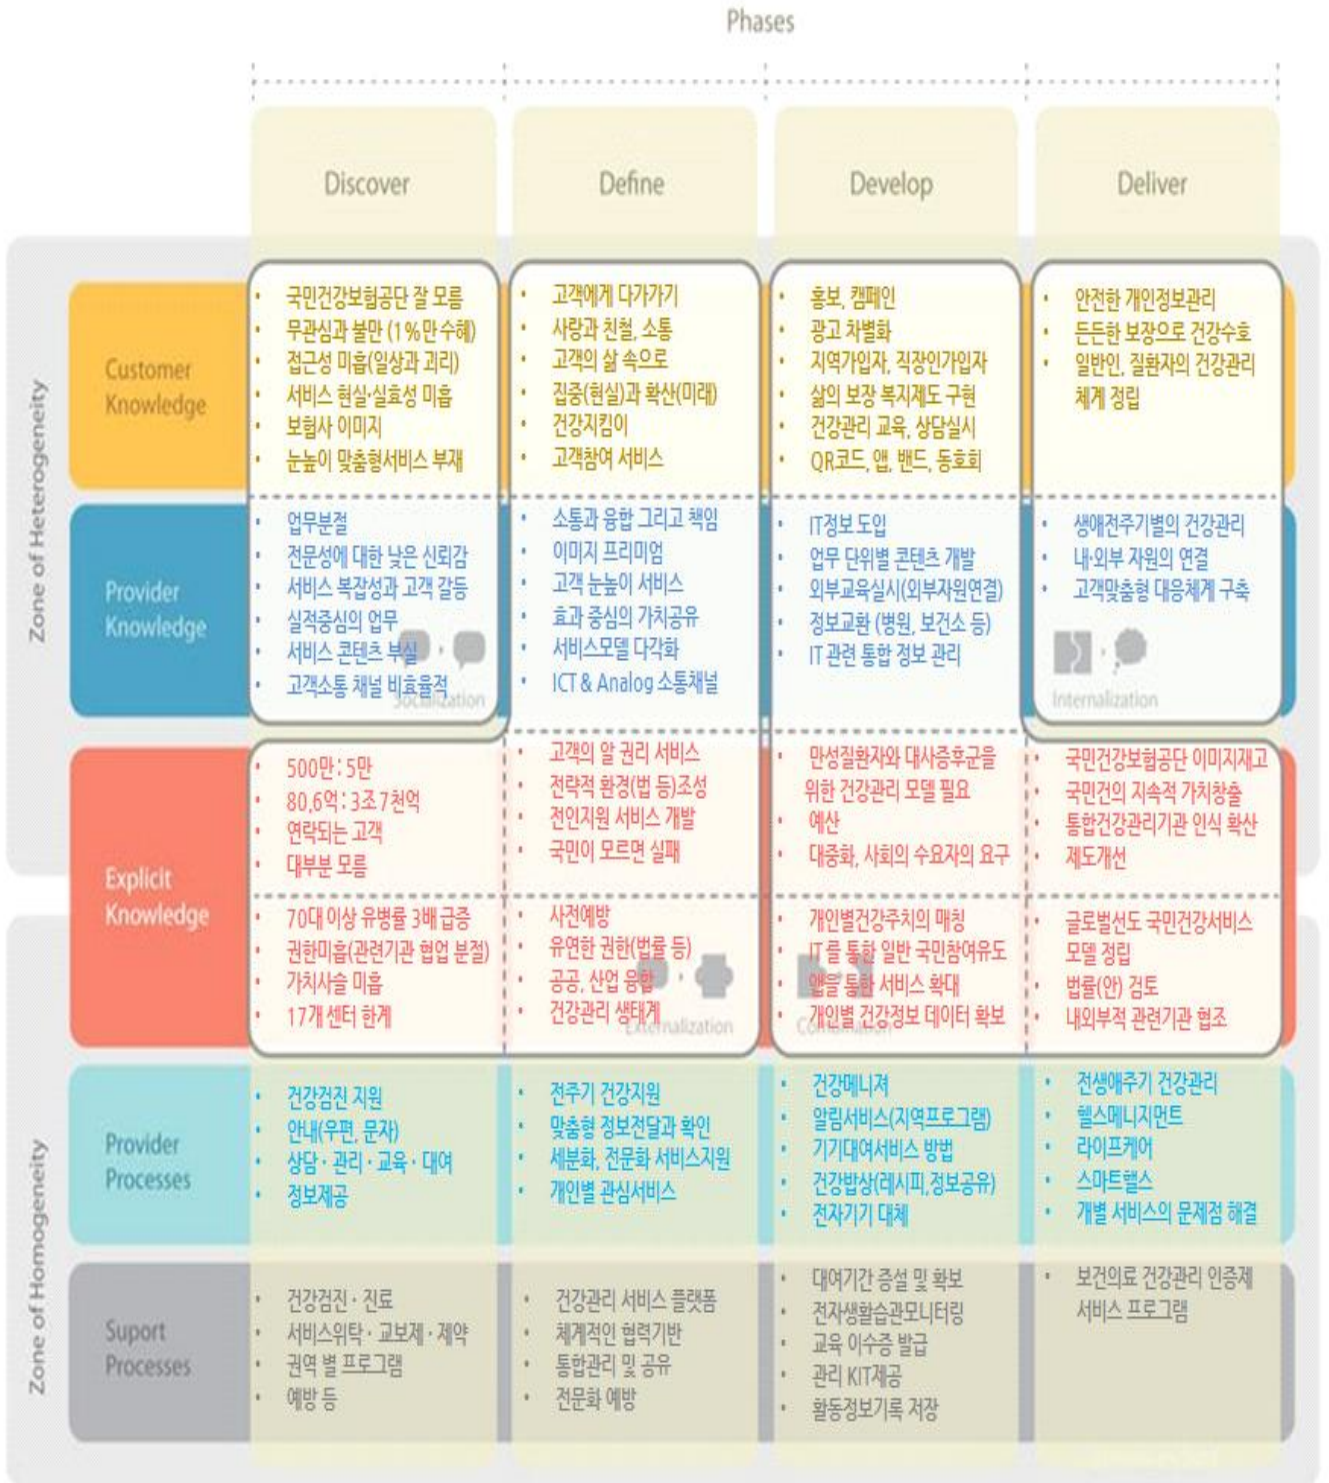 Phases
Discover
Define
Develop
Deliver
Zone of Heterogeneity
Customer
Knowledge
• 국민건강보험공단 잘 모름
• 무관심과 불만 (1%만 수혜)
• 접근성 미흡(일상과 괴리)
• 서비스 현실·실효성 미흡
• 보험사 이미지
• 눈높이 맞춤형서비스 부재
• 고객에게 다가가기
• 사랑과 친철, 소통
• 고객의 삶 속으로
• 집중(현실)과 확산(미래)
• 건강지킴이
• 고객참여 서비스
• 홍보, 캠페인
• 광고 차별화
• 지역가입자, 직장인가입자
• 삶의 보장 복지제도 구현
• 건강관리 교육, 상담실시
• QR코드, 앱, 밴드, 동호회
• 안전한 개인정보관리
• 든든한 보장으로 건강수호
• 일반인, 질환자의 건강관리
체계 정립
Provider
Knowledge
• 업무분절
• 전문성에 대한 낮은 신뢰감
• 서비스 복잡성과 고객 갈등
• 실적중심의 업무
• 서비스 콘텐츠 부실
• 고객소통 채널 비효율적
Socialization
• 소통과 융합 그리고 책임
• 이미지 프리미엄
• 고객 눈높이 서비스
• 효과 중심의 가치공유
• 서비스모델 다각화
• ICT & Analog 소통채널
• IT정보 도입
• 업무 단위별 콘텐츠 개발
• 외부교육실시(외부자원연결)
• 정보교환 (병원, 보건소 등)
• IT 관련 통합 정보 관리
• 생애전주기별의 건강관리
• 내·외부 자원의 연결
• 고객맞춤형 대응체계 구축
Internalization
Explicit
Knowledge
• 500만 : 5만
• 80,6억 : 3조 7천억
• 연락되는 고객
• 대부분 모름
• 고객의 알 권리 서비스
• 전략적 환경(법 등)조성
• 전인지원 서비스 개발
• 국민이 모르면 실패
• 만성질환자와 대사증후군을
위한 건강관리 모델 필요
• 예산
• 대중화, 사회의 수요자의 요구
• 국민건강보험공단 이미지재고
• 국민건의 지속적 가치창출
• 통합건강관리기관 인식 확산
• 제도개선
• 70대 이상 유병률 3배 급증
• 권한미흡(관련기관 협업 분절)
• 가치사슬 미흡
• 17개 센터 한계
• 사전예방
• 유연한 권한(법률 등)
• 공공, 산업 융합
• 건강관리 생태계
Externalization
• 개인별건강주치의 매칭
• IT 를 통한 일반 국민참여유도
• 앱을 통한 서비스 확대
• 개인별 건강정보 데이터 확보
Combination
• 글로벌선도 국민건강서비스
모델 정립
• 법률(안) 검토
• 내외부적 관련기관 협조
Zone of Homogeneity
Provider
Processes
• 건강검진 지원
• 안내(우편, 문자)
• 상담 · 관리 · 교육 · 대여
• 정보제공
• 전주기 건강지원
• 맞춤형 정보전달과 확인
• 세분화, 전문화 서비스지원
• 개인별 관심서비스
• 건강메니져
• 알림서비스(지역프로그램)
• 기기대여서비스 방법
• 건강밥상(레시피, 정보공유)
• 전자기기 대체
• 전생애주기 건강관리
• 헬스메니지먼트
• 라이프케어
• 스마트헬스
• 개별 서비스의 문제점 해결
Suport
Processes
• 건강검진 · 진료
• 서비스위탁 · 교보제 · 제약
• 권역 별 프로그램
• 예방 등
• 건강관리 서비스 플랫폼
• 체계적인 협력기반
• 통합관리 및 공유
• 전문화 예방
• 대여기간 증설 및 확보
• 전자생활습관모니터링
• 교육 이수증 발급
• 관리 KIT제공
• 활동정보기록 저장
• 보건의료 건강관리 인증제
서비스 프로그램